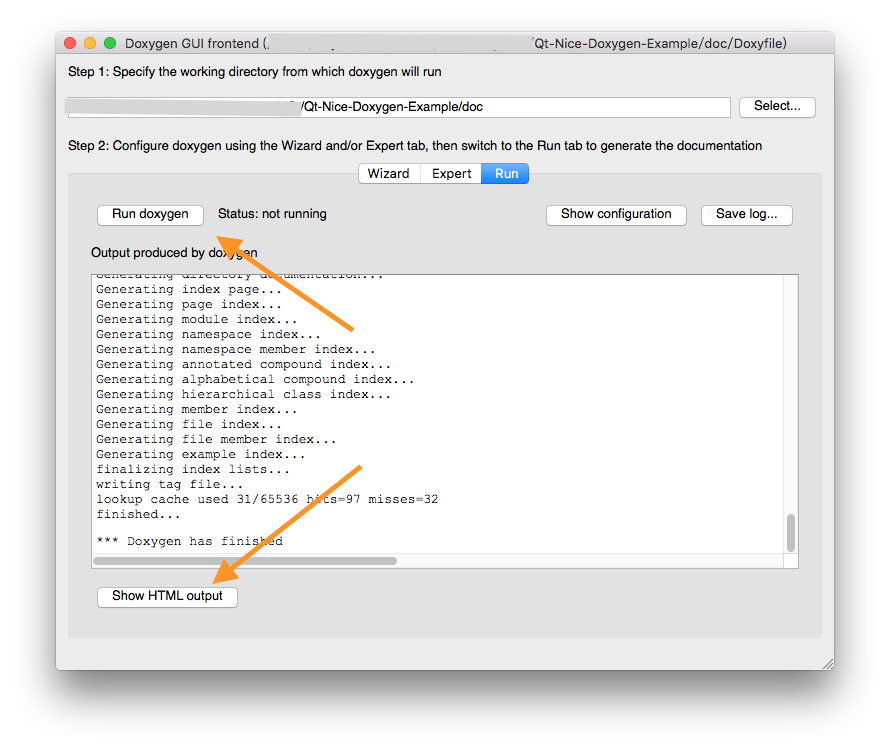 Doxygen GUI frontend (/Qt-Nice-Doxygen-Example/doc/Doxyfile)
Step 1: Specify the working directory from which doxygen will run
/Qt-Nice-Doxygen-Example/doc Select...
Step 2: Configure doxygen using the Wizard and/or Expert tab, then switch to the Run tab to generate the documentation
Wizard Expert Run
Run doxygen Status: not running Show configuration Save log...
Output produced by doxygen
Generating directory documentation...
Generating index page...
Generating page index...
Generating module index...
Generating namespace index...
Generating namespace member index...
Generating annotated compound index...
Generating alphabetical compound index...
Generating hierarchical class index...
Generating member index...
Generating file index...
Generating file member index...
Generating example index...
finalizing index lists...
writing tag file...
lookup cache used 31/65536 hits=97 misses=32
finished...
*** Doxygen has finished
Show HTML output